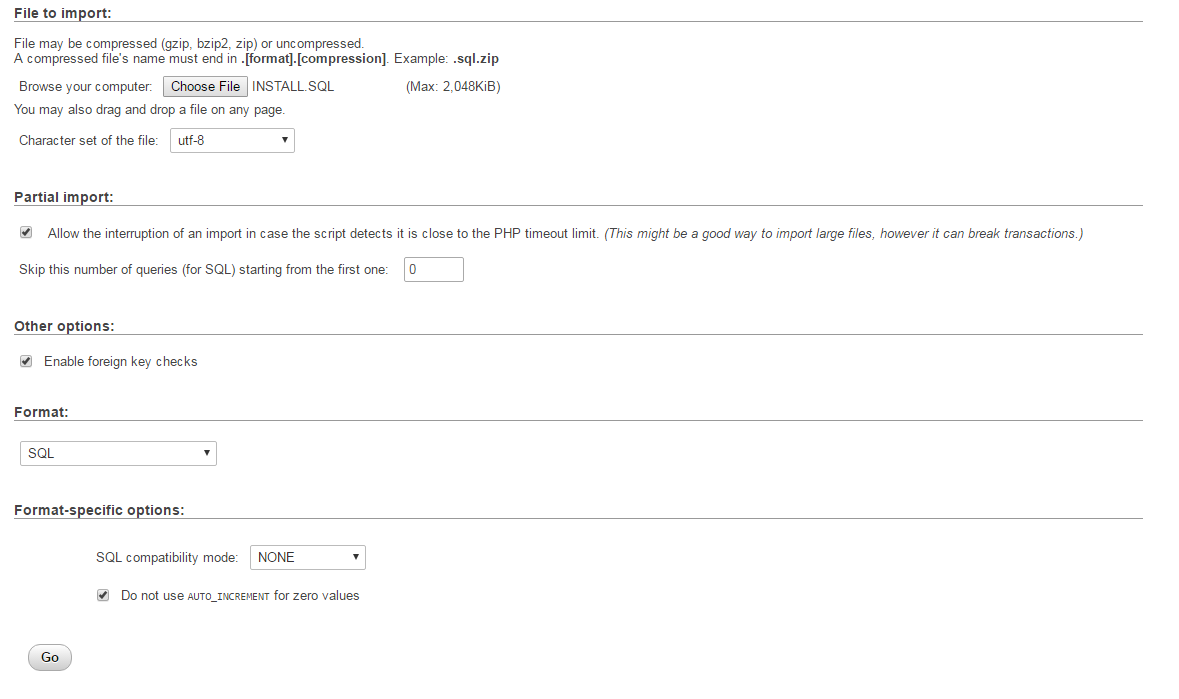 File to import:
File may be compressed (gzip, bzip2, zip) or uncompressed.
A compressed file's name must end in .[format].[compression]. Example: .sql.zip
Browse your computer: Choose File INSTALL.SQL (Max: 2,048KiB)
You may also drag and drop a file on any page.
Character set of the file: utf-8
Partial import:
Allow the interruption of an import in case the script detects it is close to the PHP timeout limit. (This might be a good way to import large files, however it can break transactions.)
Skip this number of queries (for SQL) starting from the first one: 0
Other options:
Enable foreign key checks
Format:
SQL
Format-specific options:
SQL compatibility mode: NONE
Do not use AUTO_INCREMENT for zero values
Go